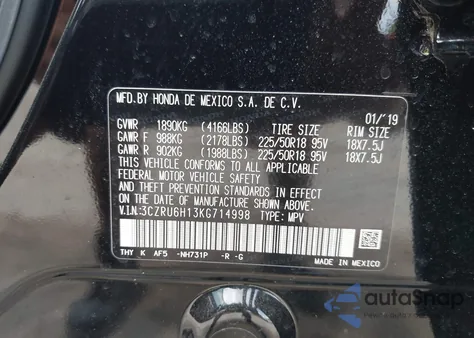 MFD. BY HONDA DE MEXICO S.A. DE C.V.
01/'19
GVWR 1890KG (4166LBS) TIRE SIZE RIM SIZE
GAWR F 988KG (2178LBS) 225/50R18 95V 18X7.5J
GAWR R 902KG (1988LBS) 225/50R18 95V 18X7.5J
THIS VEHICLE CONFORMS TO ALL APPLICABLE
FEDERAL MOTOR VEHICLE SAFETY
STANDARDS IN EFFECT
ON THE DATE OF MANUFACTURE SHOWN ABOVE.
V.I.N:3CZRU6H13KG714998 TYPE: MPV
THY K AF5 -NH731P -R -G
MADE IN MEXICO
autoSnap